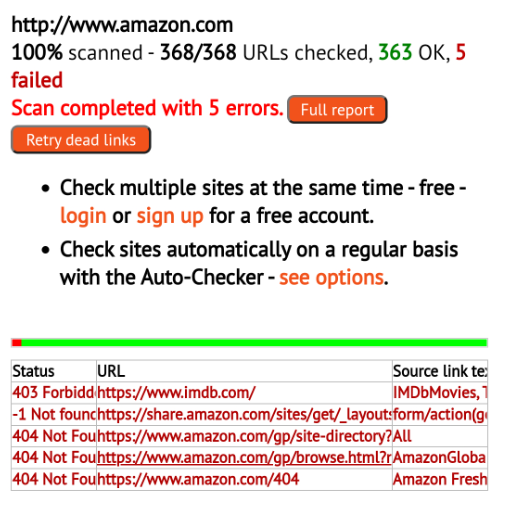 http://www.amazon.com
100% scanned - 368/368 URLs checked, 363 OK, 5
failed
Scan completed with 5 errors. Full report
Retry dead links
• Check multiple sites at the same time - free -
login or sign up for a free account.
• Check sites automatically on a regular basis
with the Auto-Checker - see options.
Status URL Source link te
403 Forbidd https://www.imdb.com/ IMDbMovies, T
-1 Not found https://share.amazon.com/sites/get/_layouts form/action(ge
404 Not Fou https://www.amazon.com/gp/site-directory? All
404 Not Fou https://www.amazon.com/gp/browse.html? AmazonGloba
404 Not Fou https://www.amazon.com/404 Amazon Fresh